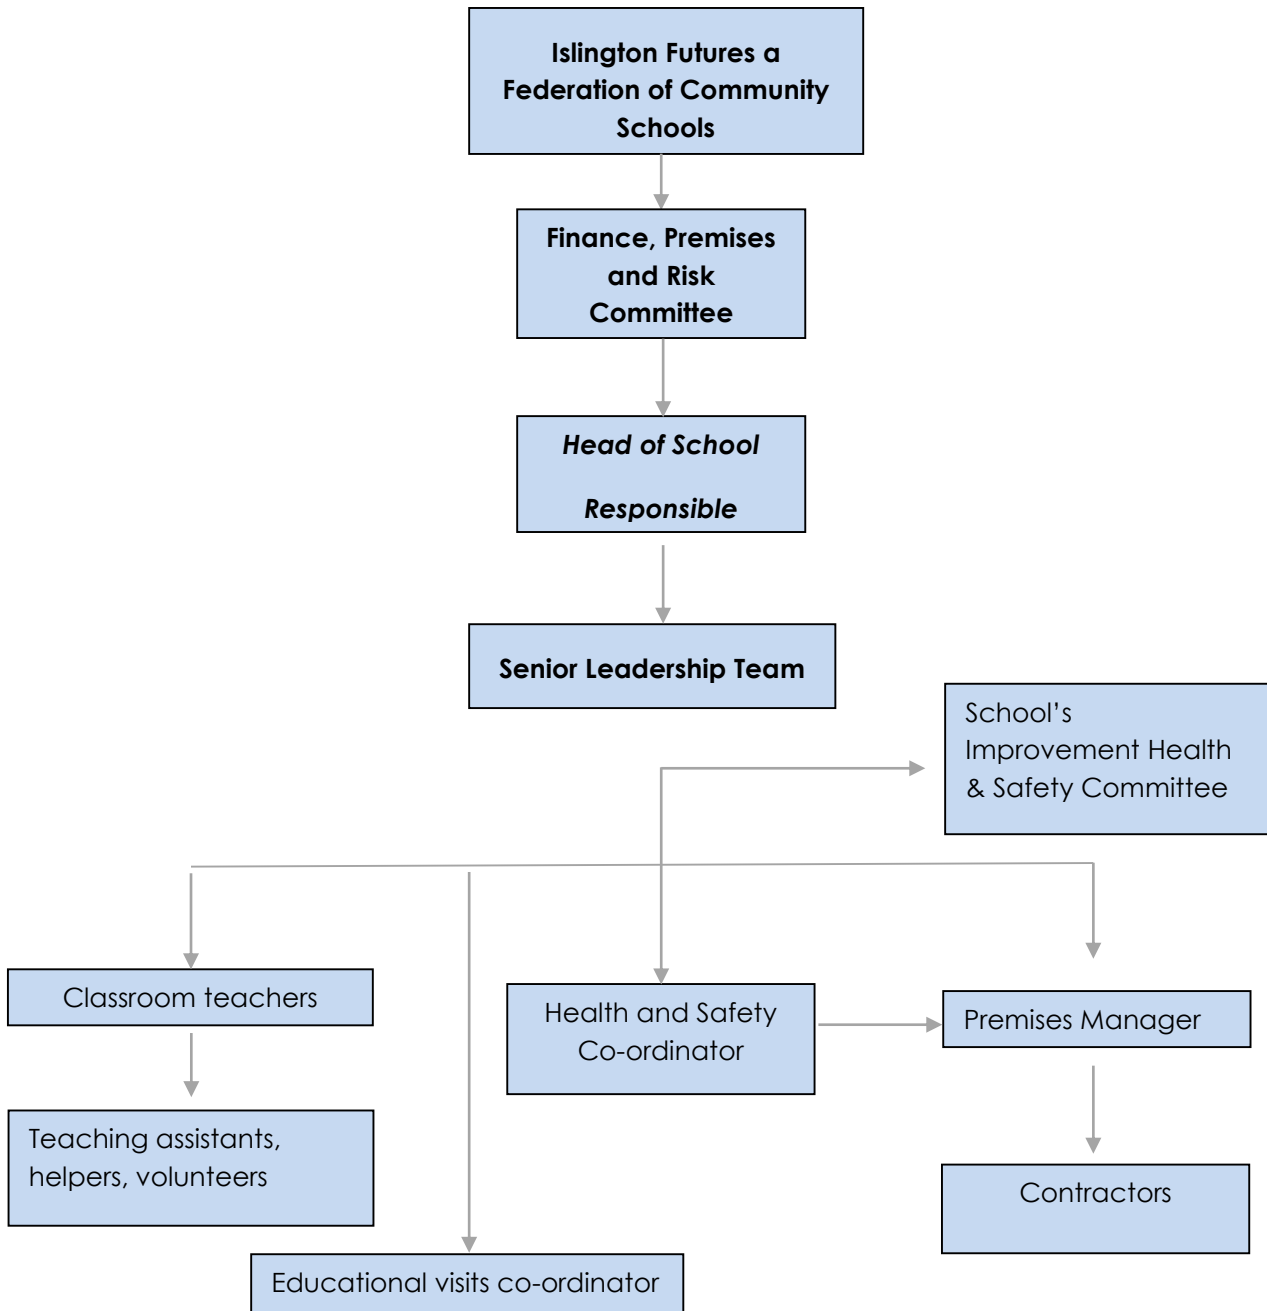 Islington Futures a
Federation of Community
Schools
Finance, Premises
and Risk
Committee
Head of School
Responsible
Senior Leadership Team
School’s
Improvement Health
& Safety Committee
Classroom teachers
Health and Safety
Co-ordinator
Premises Manager
Teaching assistants,
helpers, volunteers
Contractors
Educational visits co-ordinator